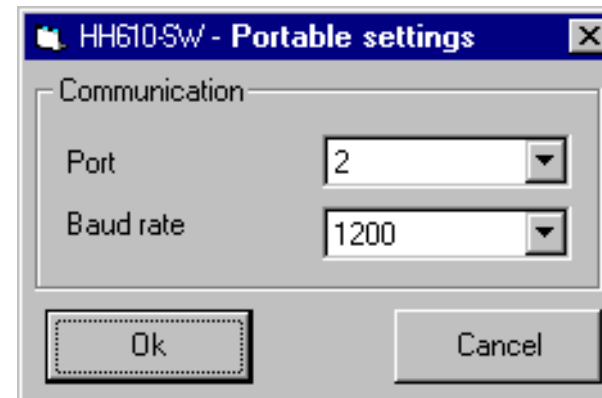 HH610-SW - Portable settings
Communication
Port 2
Baud rate 1200
Ok Cancel